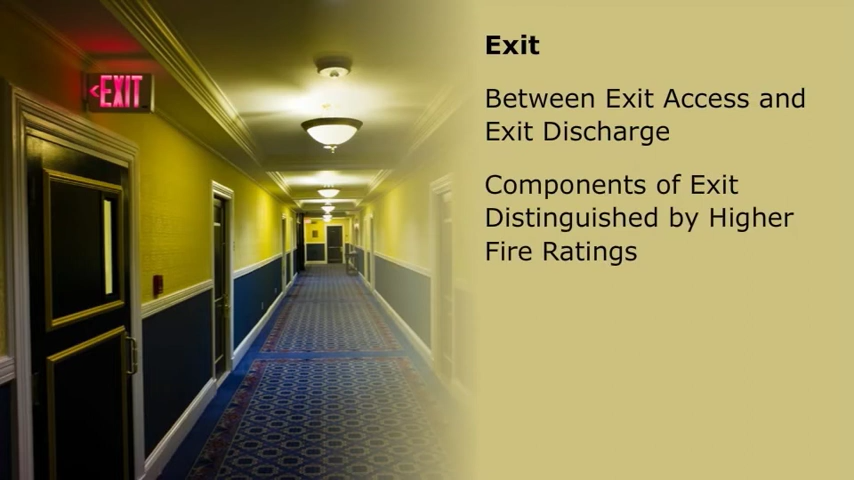 <EXIT
Exit
Between Exit Access and
Exit Discharge
Components of Exit
Distinguished by Higher
Fire Ratings